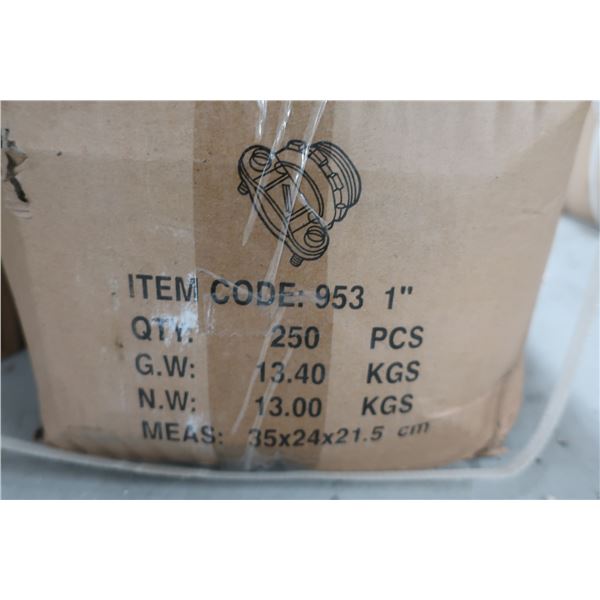 ITEM CODE: 953 1"
QTY: 250 PCS
G.W: 13.40 KGS
N.W: 13.00 KGS
MEAS: 35x24x21.5 cm